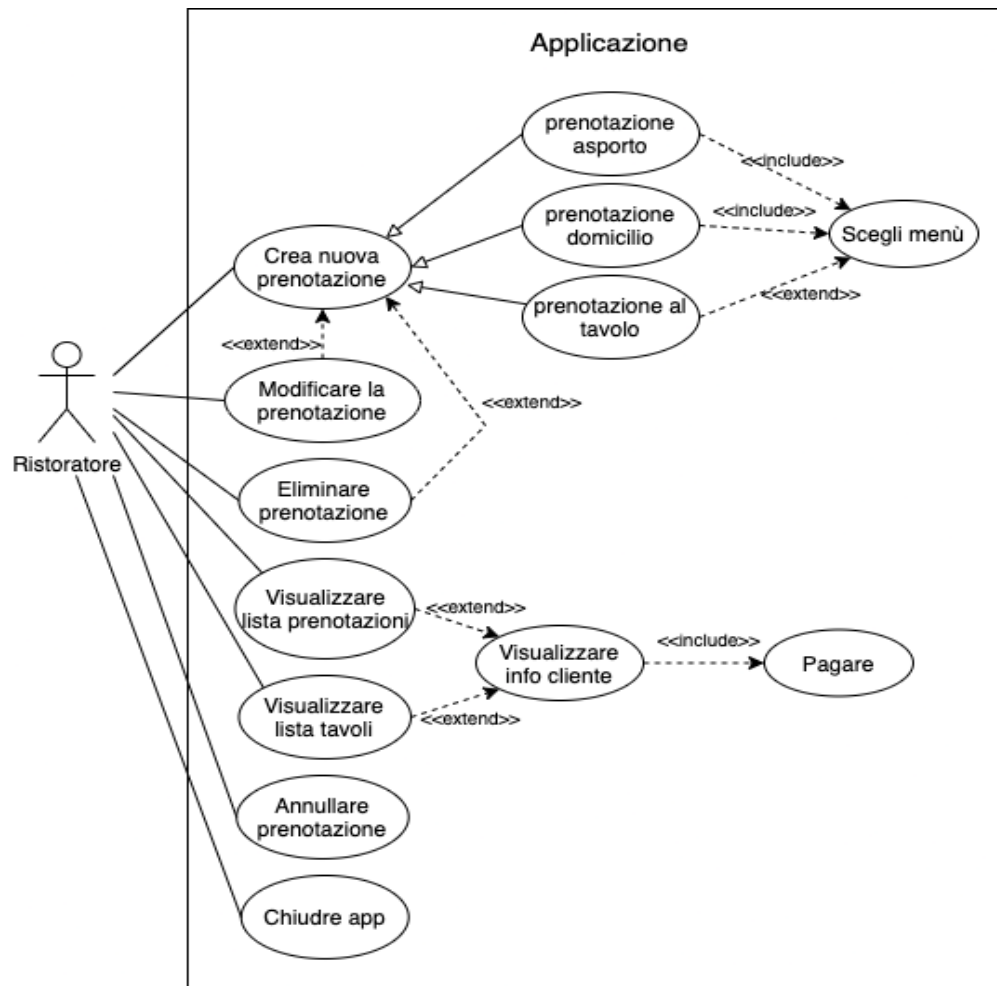 Applicazione
prenotazione
asporto
<<include>>
prenotazione
domicilio
<<include>>
Scegli menù
Crea nuova
prenotazione
prenotazione al
tavolo
<<extend>>
<<extend>>
Modificare la
prenotazione
<<extend>>
Ristoratore
Eliminare
prenotazione
Visualizzare
lista prenotazioni
<<extend>>
Visualizzare
info cliente
<<include>>
Pagare
Visualizzare
lista tavoli
<<extend>>
Annullare
prenotazione
Chiudre app